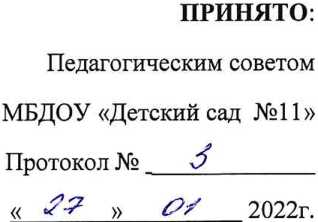 ПРИНЯТО:
Педагогическим советом
МБДОУ «Детский сад №11»
Протокол № 3
« 27 » 01 2022г.